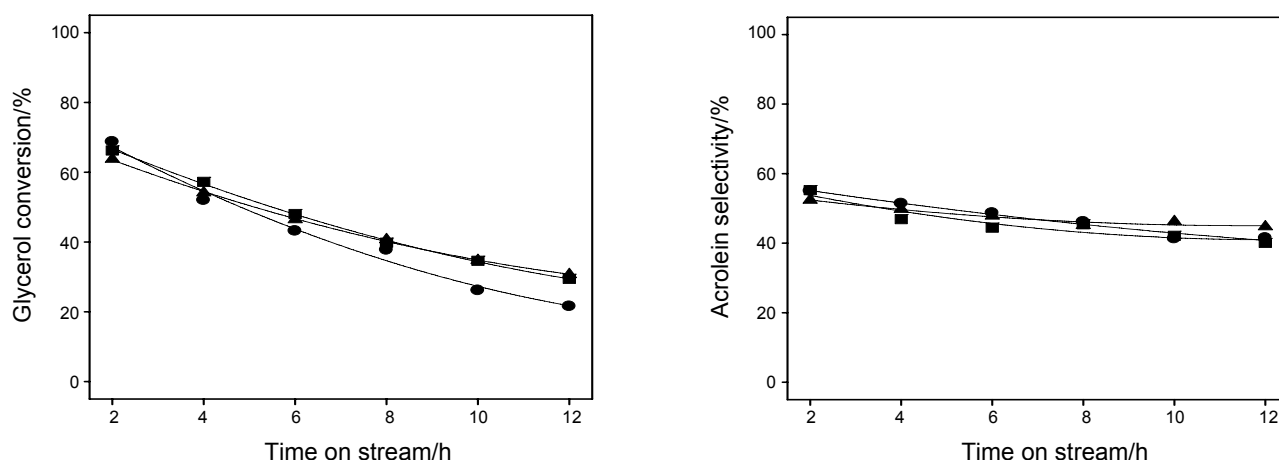 Glycerol conversion/%
100
80
60
40
20
0
2 4 6 8 10 12
Time on stream/h
Acrolein selectivity/%
100
80
60
40
20
0
2 4 6 8 10 12
Time on stream/h